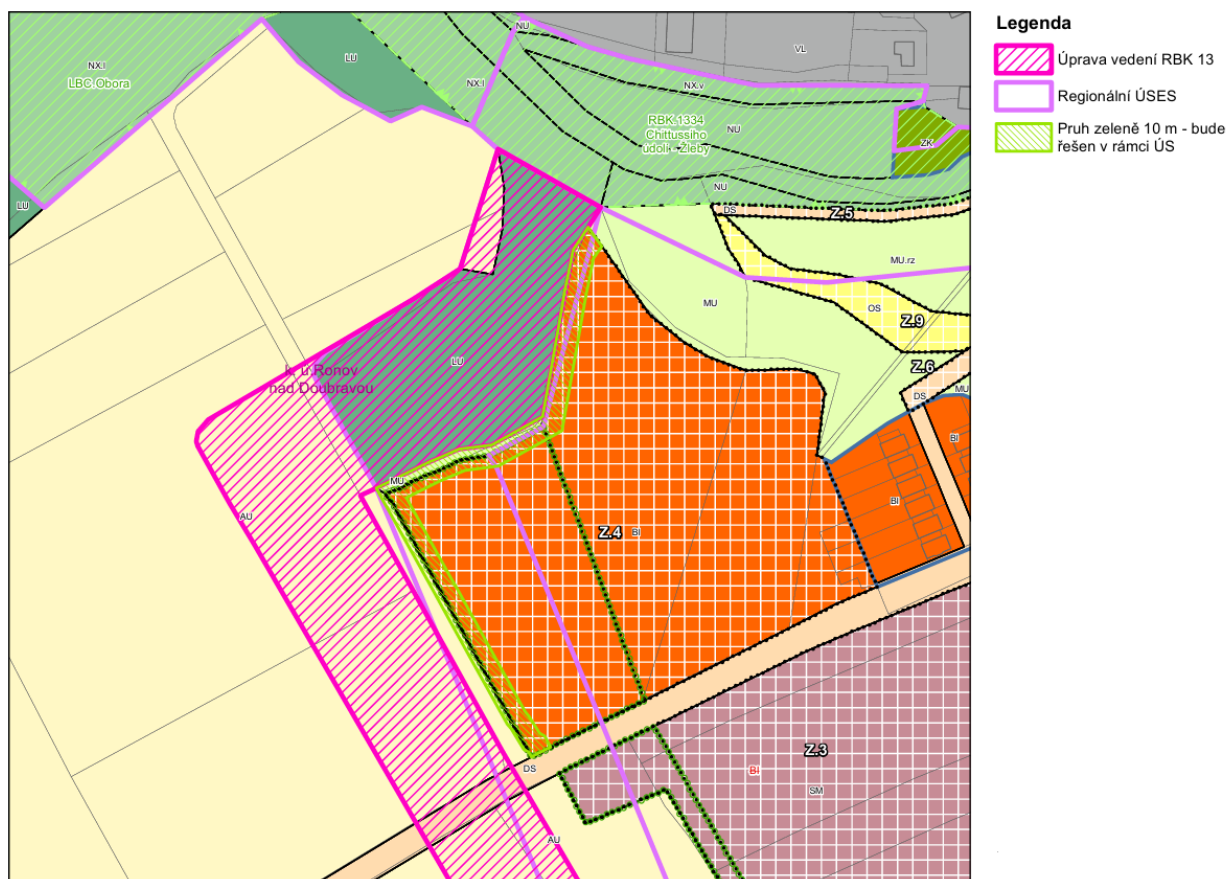 Legenda
Úprava vedení RBK 13
Regionální ÚSES
Pruh zeleně 10 m - bude
řešen v rámci ÚS
NU
VL
LU
NX.l
LBC Obora
NX.l
NX.v
RBK 1334
Chittussiho
údolí - Žleby
NU
ZK
NU
LU
DS
Z.5
MU.rz
MU
OS
Z.9
LU
k. ú.Ronov
nad Doubravou
Z.6
DS
MU
BI
MU
BI
AU
Z.4
BI
Z.3
DS
BI
SM
AU